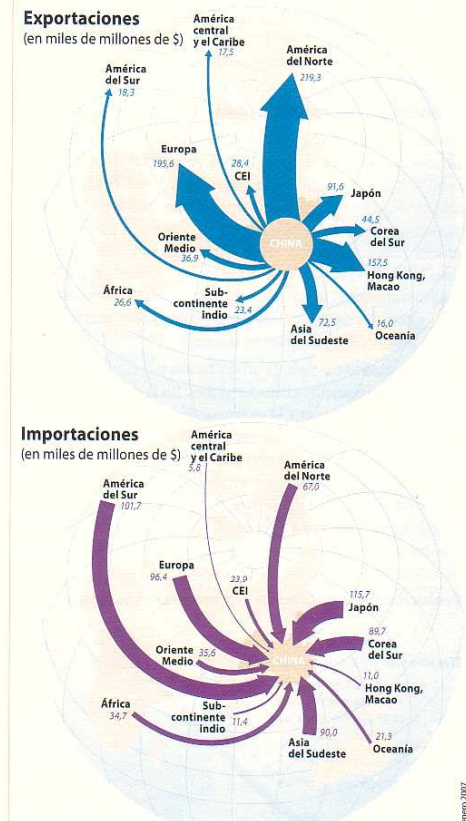 Exportaciones
(en miles de millones de $)
América
central
y el Caribe
17,5
América
del Norte
219,3
América
del Sur
18,3
Europa
195,6
28,4
CEI
91,6
Japón
44,5
Corea
del Sur
CHINA
Oriente
Medio
36,9
157,5
Hong Kong,
Macao
África
26,6
Sub-
continente
indio
23,4
72,5
Asia
del Sudeste
16,0
Oceanía
Importaciones
(en miles de millones de $)
América
central
y el Caribe
5,8
América
del Norte
67,0
América
del Sur
101,7
Europa
96,4
23,9
CEI
115,7
Japón
89,7
Corea
del Sur
Oriente
Medio
35,6
CHINA
11,0
Hong Kong,
Macao
África
34,7
Sub-
continente
indio
11,4
90,0
Asia
del Sudeste
21,3
Oceanía
enero 2007